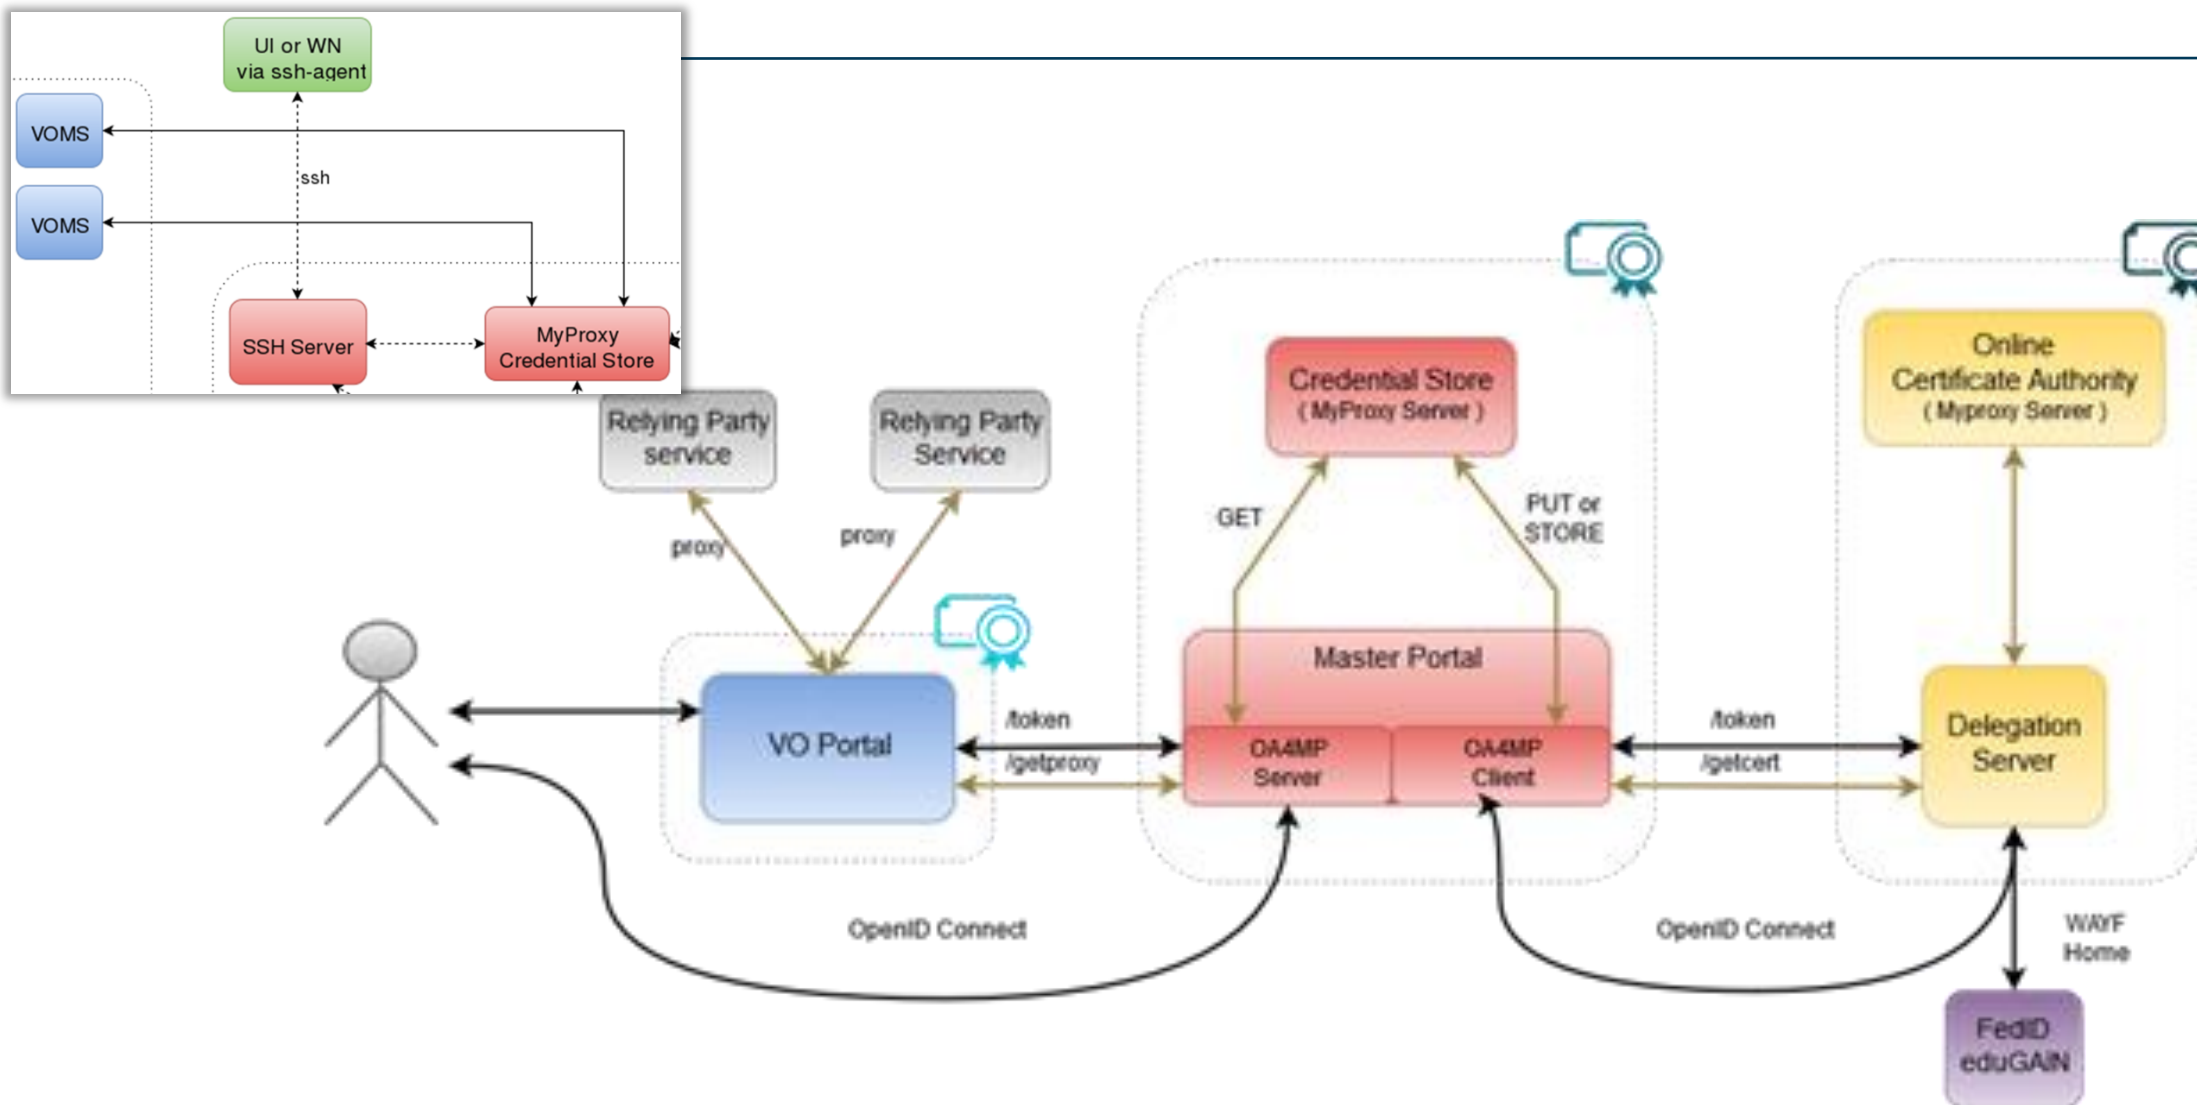 UI or WN
via ssh-agent
VOMS
ssh
VOMS
SSH Server
MyProxy
Credential Store
Relying Party
service
Relying Party
Service
proxy
proxy
Credential Store
( MyProxy Server )
GET
PUT or
STORE
Online
Certificate Authority
( Myproxy Server )
Master Portal
VO Portal
/token
/getproxy
OA4MP
Server
OA4MP
Client
/token
/getcert
Delegation
Server
OpenID Connect
OpenID Connect
WAYF
Home
FedID
eduGAIN